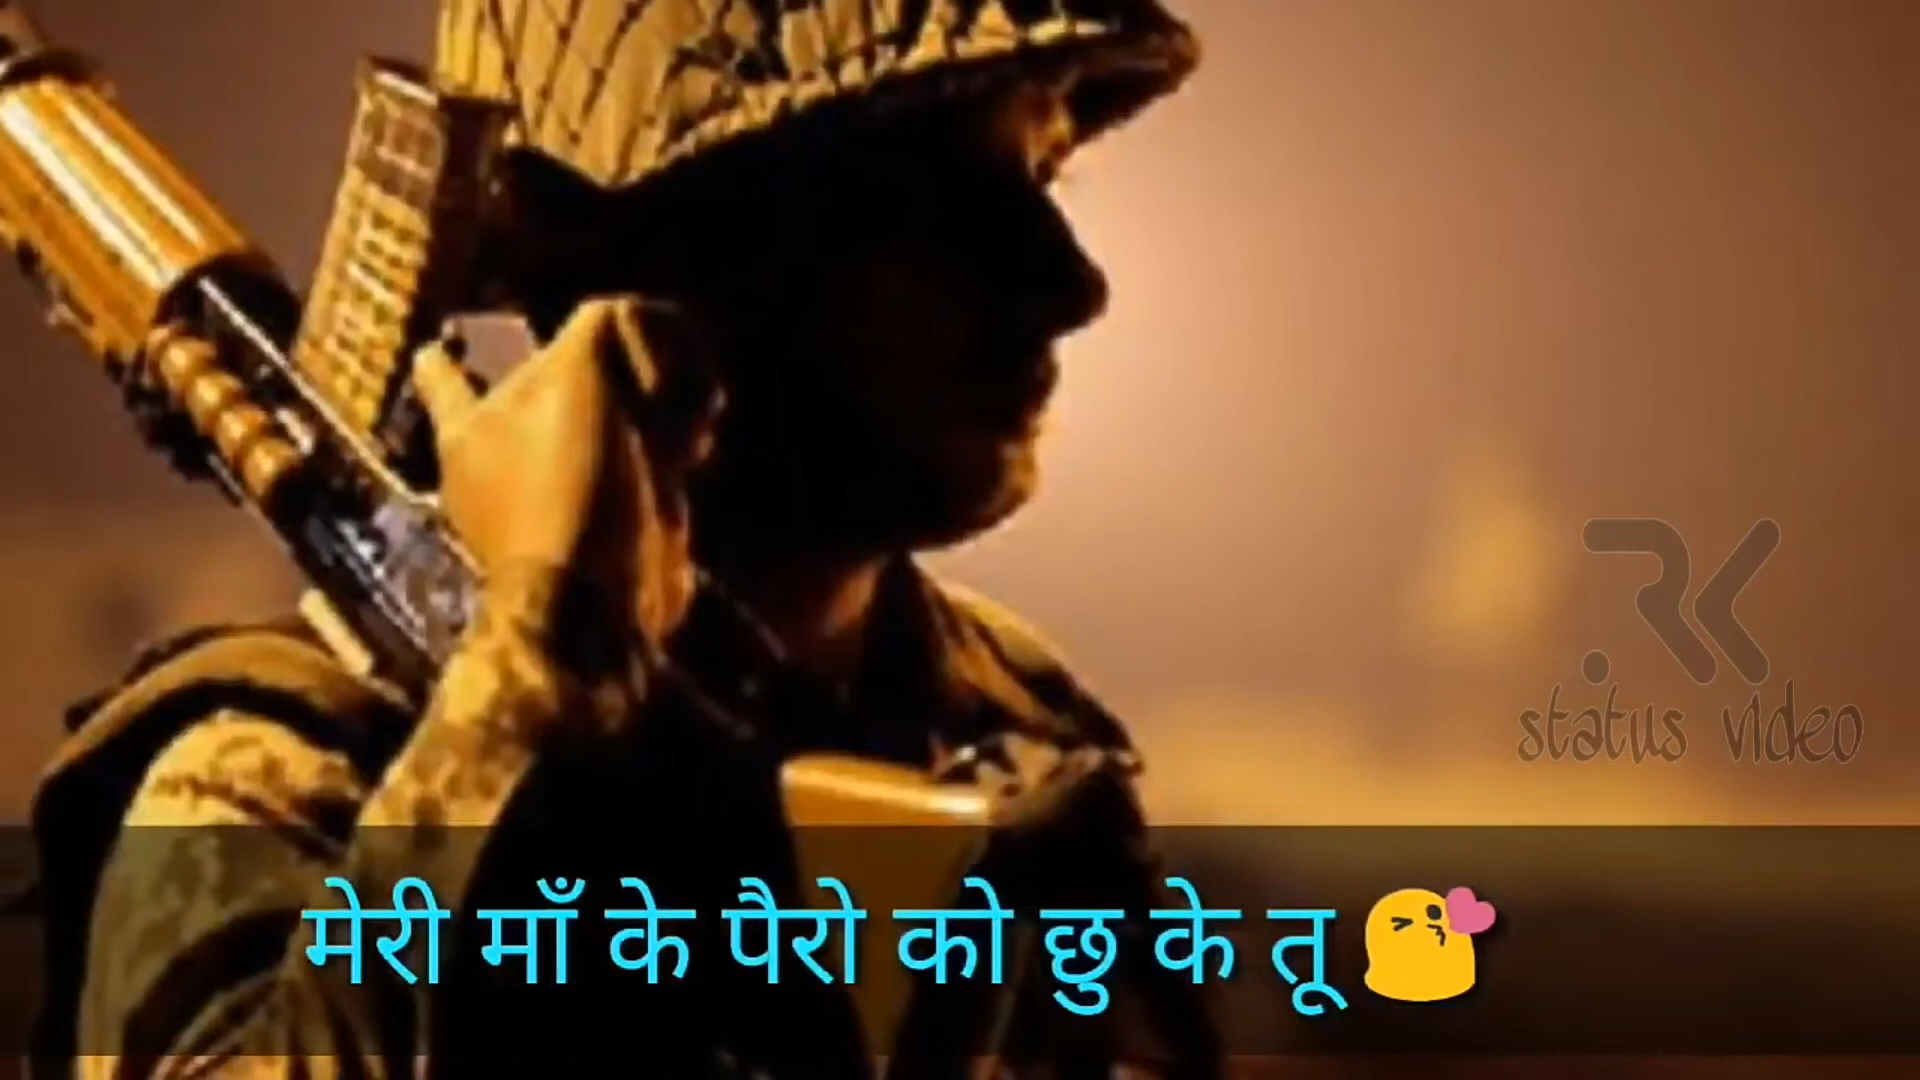 RK
status video
मेरी माँ के पैरो को छु के तू 😘